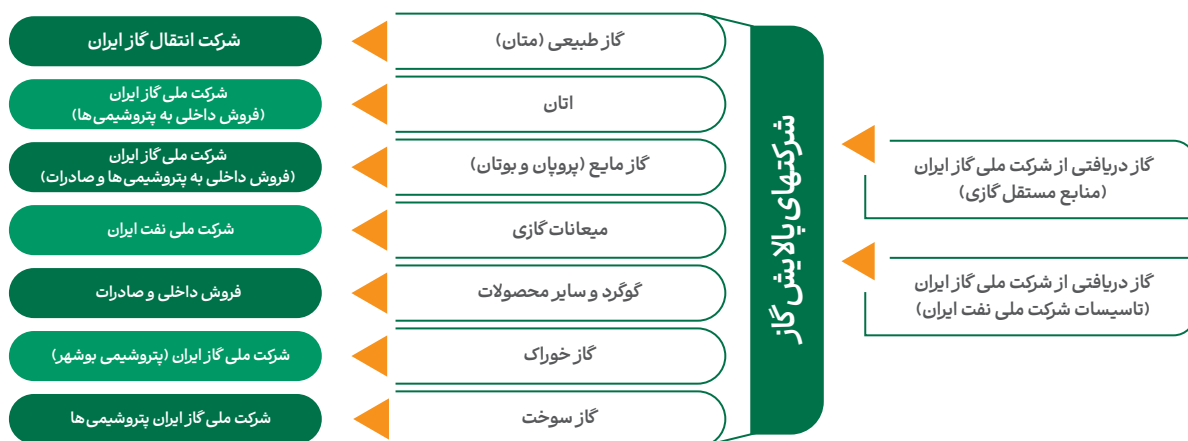 گاز دریافتی از شرکت ملی گاز ایران
(منابع مستقل گازی)
گاز دریافتی از شرکت ملی گاز ایران
(تاسیسات شرکت ملی نفت ایران)
شرکتهای پالایش گاز
گاز طبیعی (متان)
شرکت انتقال گاز ایران
اتان
شرکت ملی گاز ایران
(فروش داخلی به پتروشیمی‌ها)
گاز مایع (پروپان و بوتان)
شرکت ملی گاز ایران
(فروش داخلی به پتروشیمی‌ها و صادرات)
میعانات گازی
شرکت ملی نفت ایران
گوگرد و سایر محصولات
فروش داخلی و صادرات
گاز خوراک
شرکت ملی گاز ایران (پتروشیمی بوشهر)
گاز سوخت
شرکت ملی گاز ایران پتروشیمی‌ها